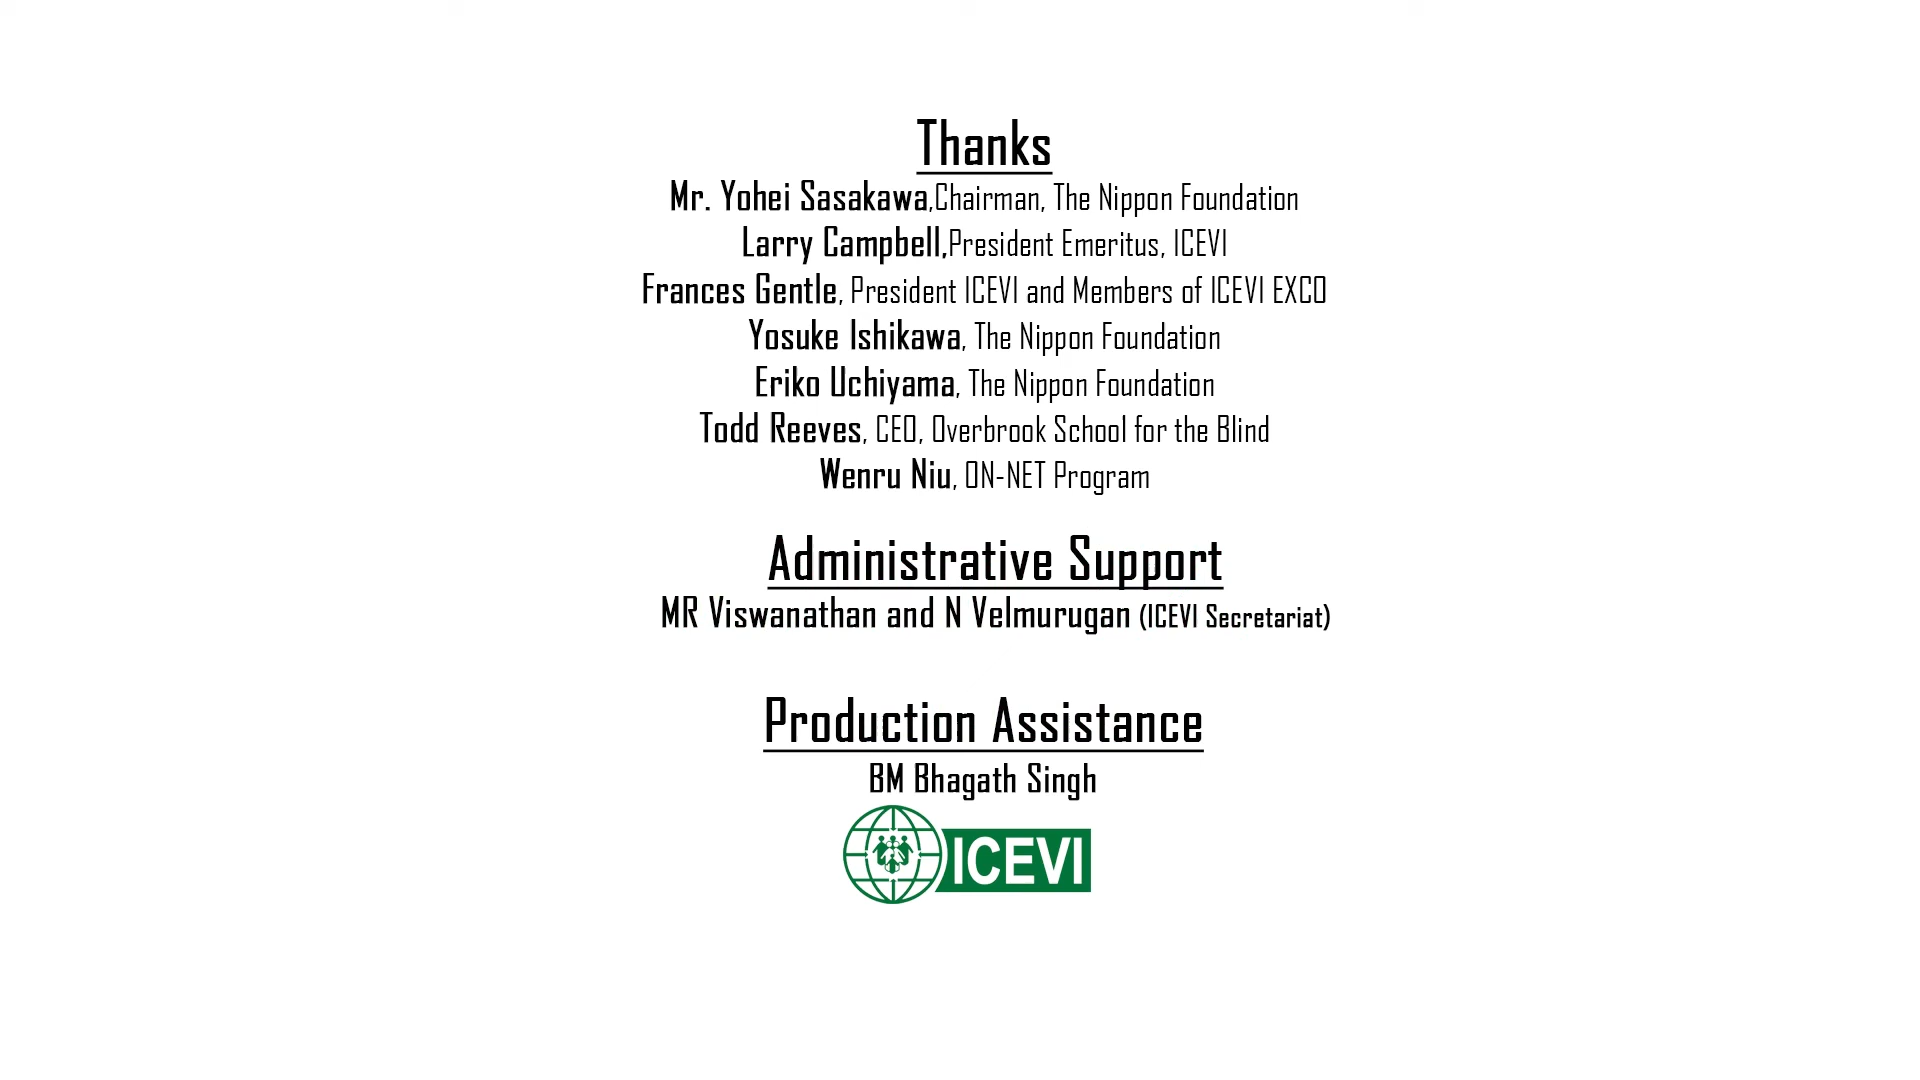 Thanks
Mr. Yohei Sasakawa,Chairman, The Nippon Foundation
Larry Campbell,President Emeritus, ICEVI
Frances Gentle, President ICEVI and Members of ICEVI EXCO
Yosuke Ishikawa, The Nippon Foundation
Eriko Uchiyama, The Nippon Foundation
Todd Reeves, CEO, Overbrook School for the Blind
Wenru Niu, ON-NET Program
Administrative Support
MR Viswanathan and N Velmurugan (ICEVI Secretariat)
Production Assistance
BM Bhagath Singh
ICEVI